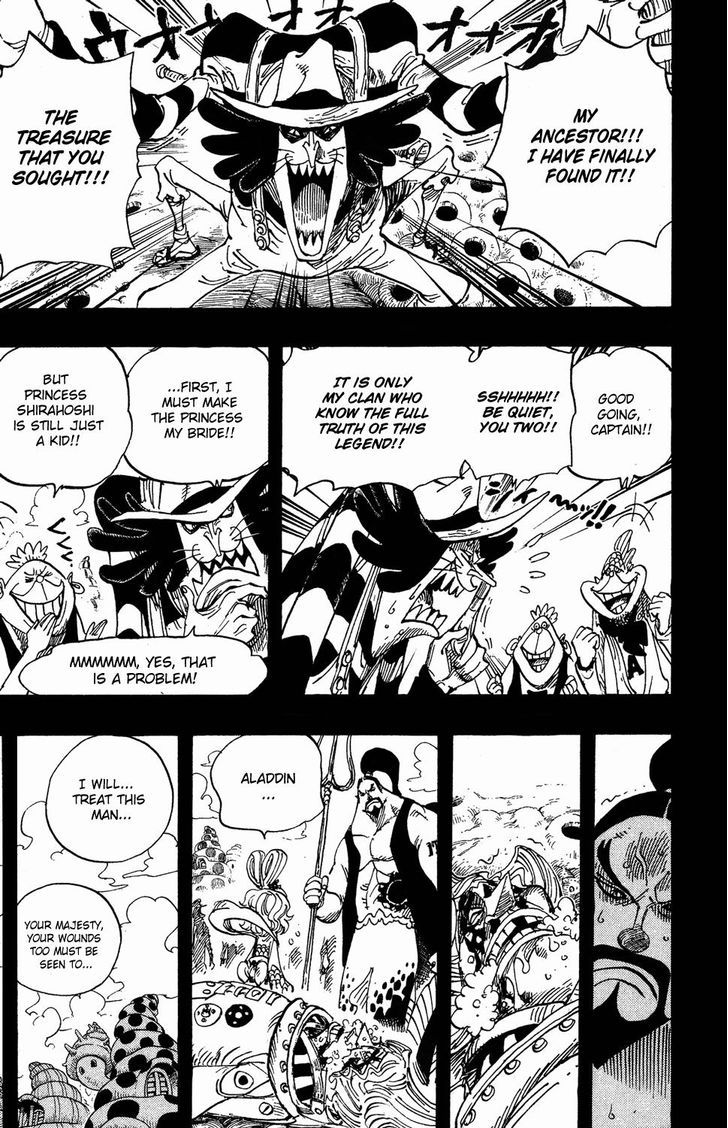 MY
ANCESTOR!!!
I HAVE FINALLY
FOUND IT!!
THE
TREASURE
THAT YOU
SOUGHT!!!
GOOD
GOING,
CAPTAIN!!
SSHHHHH!!
BE QUIET,
YOU TWO!!
IT IS ONLY
MY CLAN WHO
KNOW THE FULL
TRUTH OF THIS
LEGEND!!
...FIRST, I
MUST MAKE
THE PRINCESS
MY BRIDE!!
BUT
PRINCESS
SHIRAHOSHI
IS STILL JUST
A KID!!
MMMMMM, YES, THAT
IS A PROBLEM!
ALADDIN
...
I WILL...
TREAT THIS
MAN...
YOUR MAJESTY,
YOUR WOUNDS
TOO MUST BE
SEEN TO...